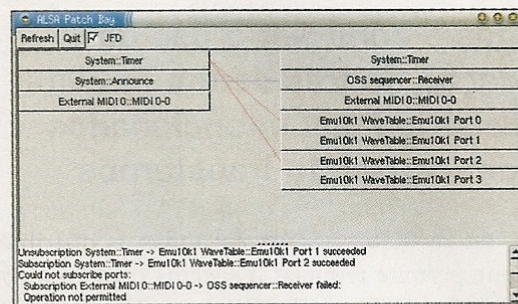 ALSA Patch Bay
Refresh Quit JFD
System::Timer
System::Announce
External MIDI 0::MIDI 0-0
System::Timer
OSS sequencer::Receiver
External MIDI 0::MIDI 0-0
Emu10k1 WaveTable::Emu10k1 Port 0
Emu10k1 WaveTable::Emu10k1 Port 1
Emu10k1 WaveTable::Emu10k1 Port 2
Emu10k1 WaveTable::Emu10k1 Port 3
Unsubscription System::Timer -> Emu10k1 WaveTable::Emu10k1 Port 1 succeeded
Subscription System::Timer -> Emu10k1 WaveTable::Emu10k1 Port 2 succeeded
Could not subscribe ports:
Subscription External MIDI 0::MIDI 0-0 -> OSS sequencer::Receiver failed:
Operation not permitted